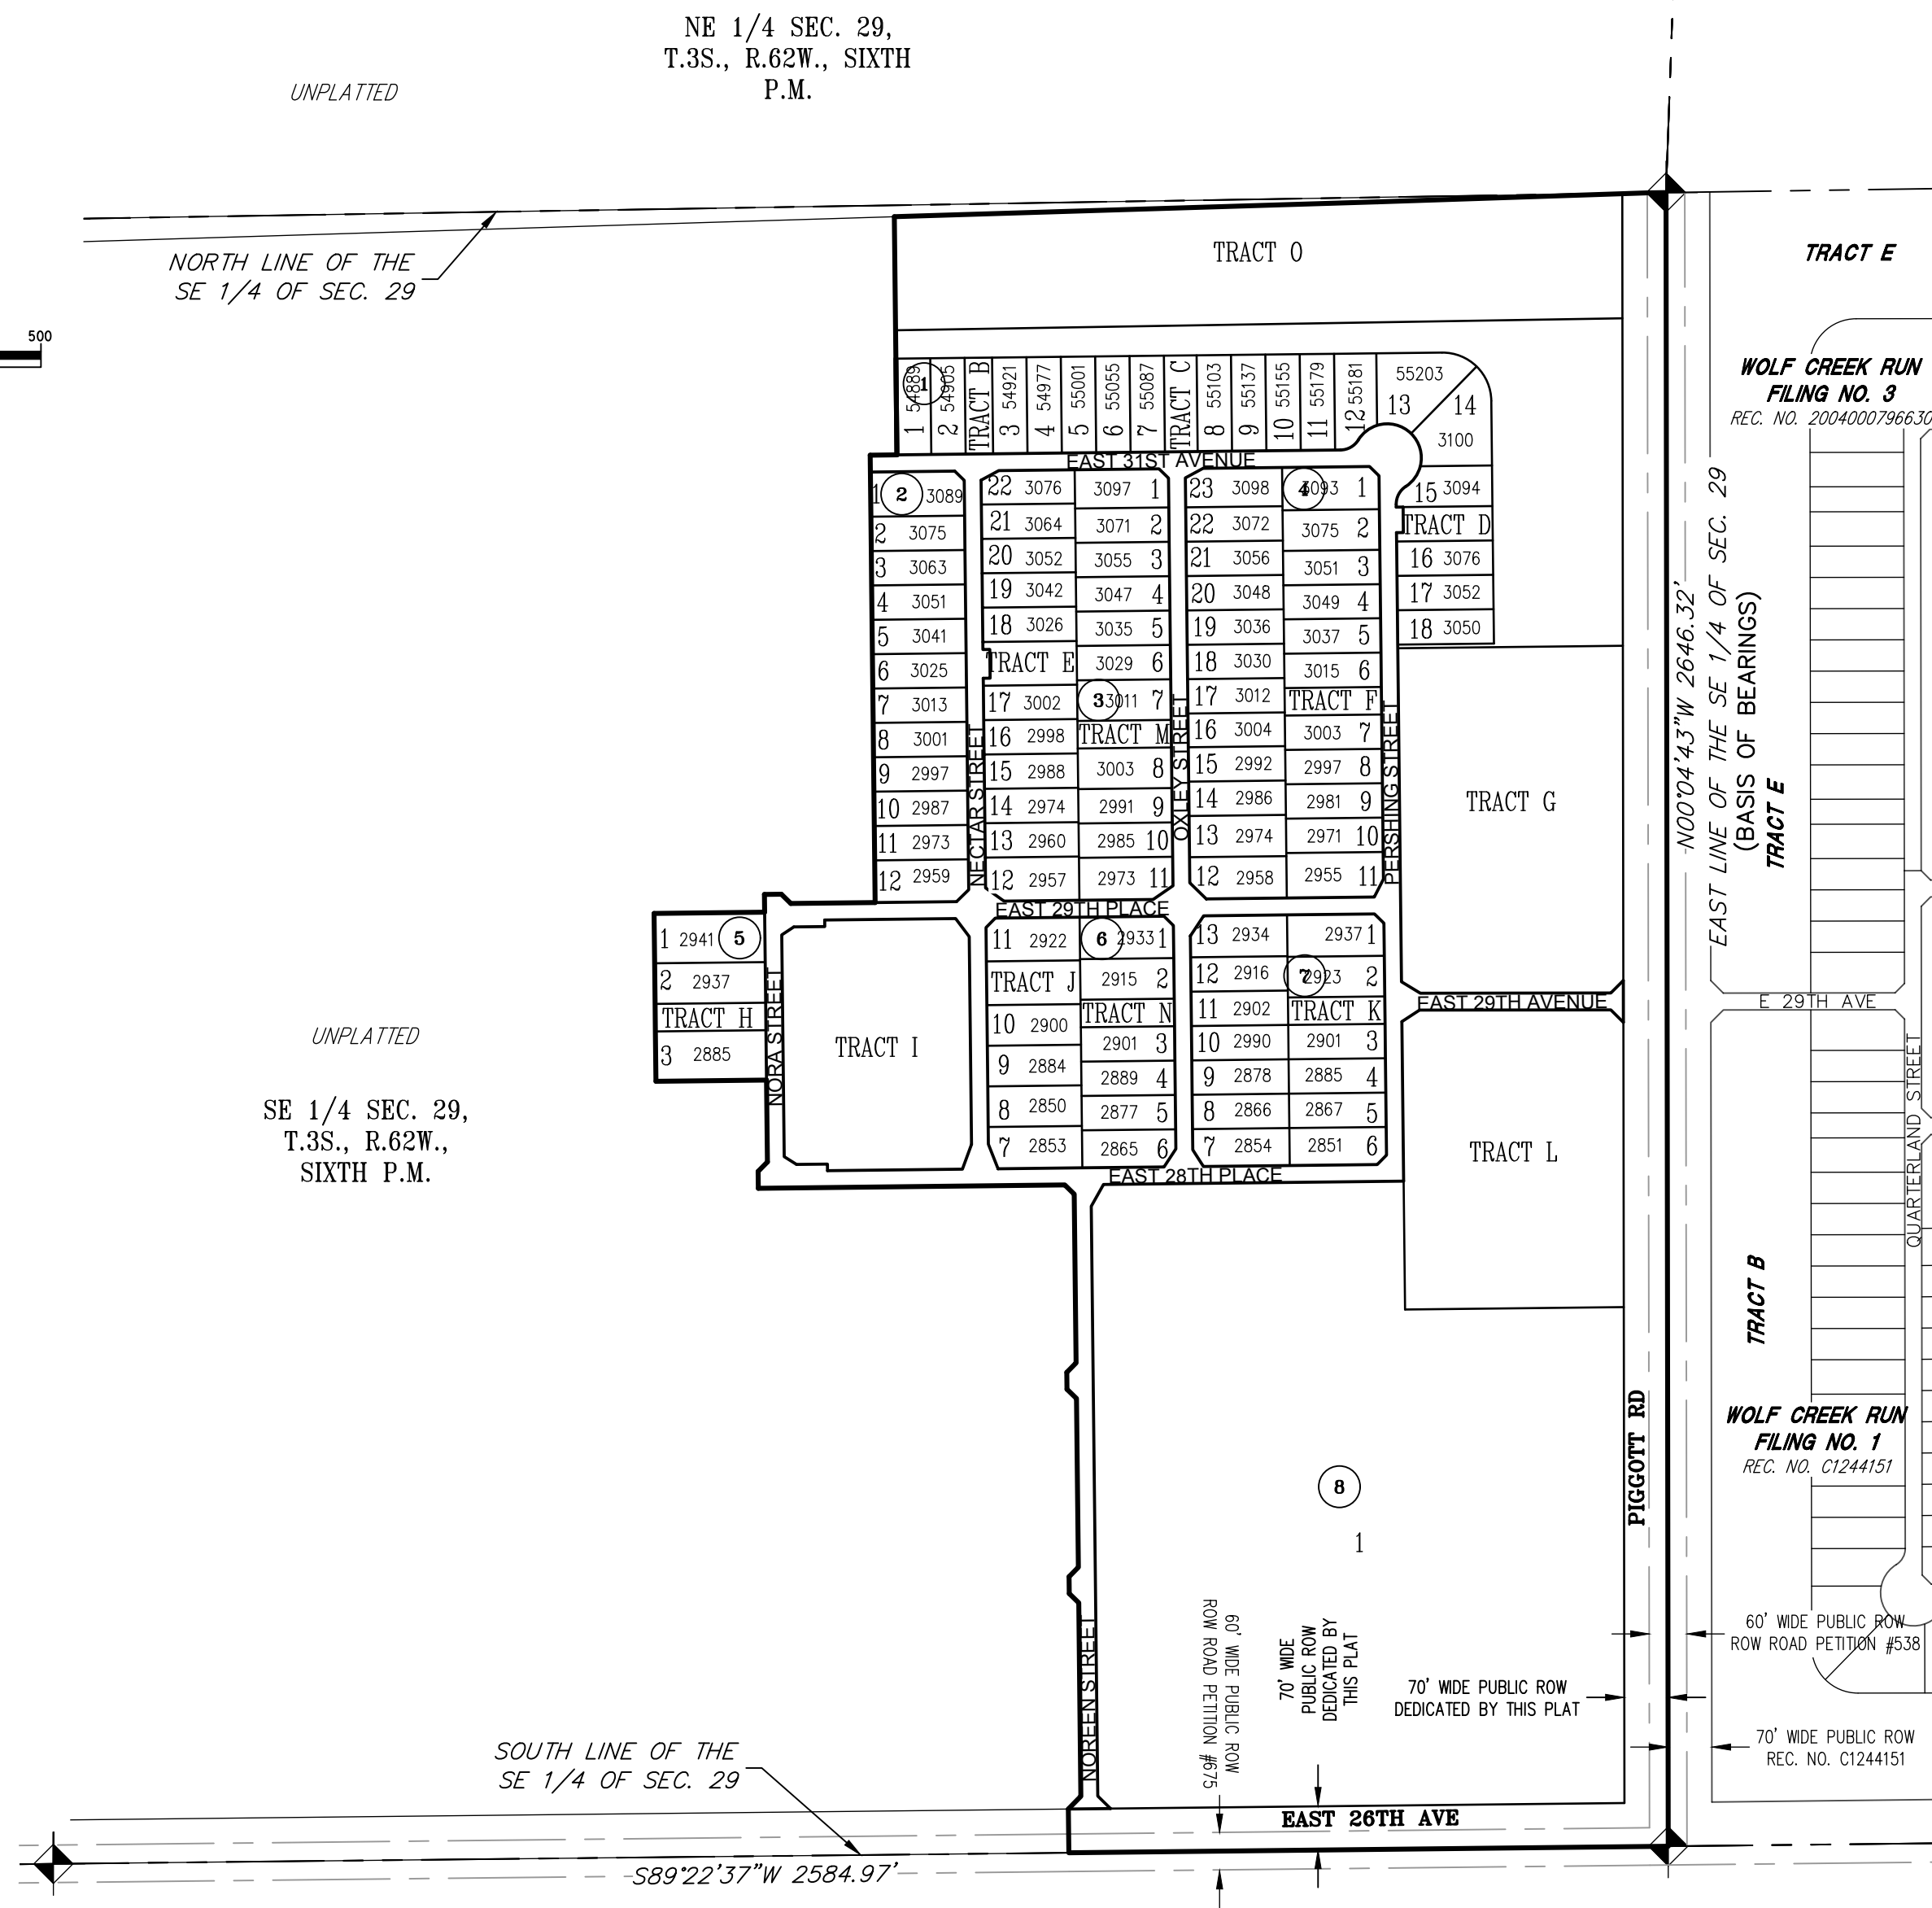 NE 1/4 SEC. 29,
T.3S., R.62W., SIXTH
P.M.
UNPLATTED
NORTH LINE OF THE
SE 1/4 OF SEC. 29
500
TRACT O
TRACT E
WOLF CREEK RUN
FILING NO. 3
REC. NO. 2004000796630
1
1 54889
2 54905
TRACT B
3 54921
4 54977
5 55001
6 55055
7 55087
TRACT C
8 55103
9 55137
10 55155
11 55179
12 55181
55203
13
14
3100
15 3094
TRACT D
16 3076
17 3052
18 3050
EAST 31ST AVENUE
2
1 3089
2 3075
3 3063
4 3051
5 3041
6 3025
7 3013
8 3001
9 2997
10 2987
11 2973
12 2959
NECTAR STREET
22 3076
21 3064
20 3052
19 3042
18 3026
TRACT E
17 3002
16 2998
15 2988
14 2974
13 2960
12 2957
3097 1
3071 2
3055 3
3047 4
3035 5
3029 6
3
3011 7
TRACT M
3003 8
2991 9
2985 10
2973 11
OXLEY STREET
23 3098
22 3072
21 3056
20 3048
19 3036
18 3030
17 3012
16 3004
15 2992
14 2986
13 2974
12 2958
4
3093 1
3075 2
3051 3
3049 4
3037 5
3015 6
TRACT F
3003 7
2997 8
2981 9
2971 10
2955 11
PERSHING STREET
TRACT G
N00°04'43"W 2646.32'
EAST LINE OF THE SE 1/4 OF SEC. 29
(BASIS OF BEARINGS)
TRACT E
EAST 29TH PLACE
5
1 2941
2 2937
TRACT H
3 2885
NORA STREET
TRACT I
11 2922
TRACT J
10 2900
9 2884
8 2850
7 2853
6
2933 1
2915 2
TRACT N
2901 3
2889 4
2877 5
2865 6
13 2934
12 2916
11 2902
10 2990
9 2878
8 2866
7 2854
7
2937 1
2923 2
TRACT K
2901 3
2885 4
2867 5
2851 6
EAST 29TH AVENUE
E 29TH AVE
QUARTERLAND STREET
UNPLATTED
SE 1/4 SEC. 29,
T.3S., R.62W.,
SIXTH P.M.
EAST 28TH PLACE
TRACT L
TRACT B
WOLF CREEK RUN
FILING NO. 1
REC. NO. C1244151
PIGGOTT RD
8
1
NOREEN STREET
60' WIDE PUBLIC ROW
ROW ROAD PETITION #675
70' WIDE
PUBLIC ROW
DEDICATED BY
THIS PLAT
70' WIDE PUBLIC ROW
DEDICATED BY THIS PLAT
60' WIDE PUBLIC ROW
ROW ROAD PETITION #538
70' WIDE PUBLIC ROW
REC. NO. C1244151
SOUTH LINE OF THE
SE 1/4 OF SEC. 29
EAST 26TH AVE
S89°22'37"W 2584.97'